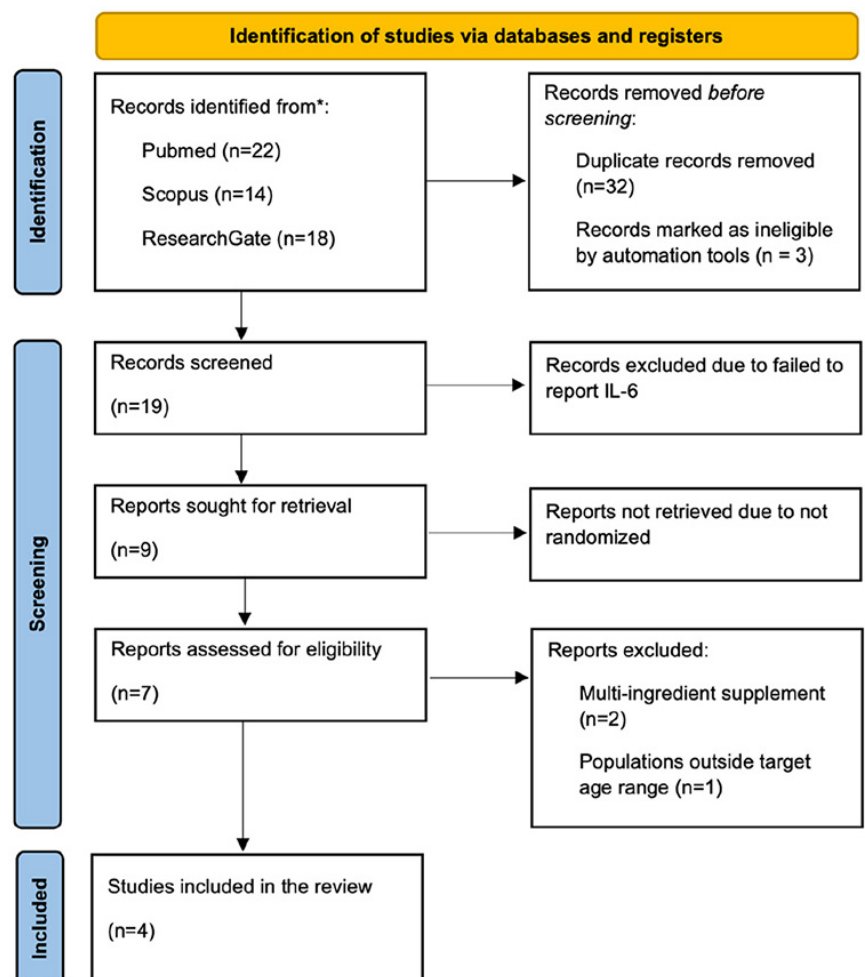 Identification of studies via databases and registers
Identification
Records identified from*:
Pubmed (n=22)
Scopus (n=14)
ResearchGate (n=18)
Records removed before
screening:
Duplicate records removed
(n=32)
Records marked as ineligible
by automation tools (n = 3)
Screening
Records screened
(n=19)
Records excluded due to failed to
report IL-6
Reports sought for retrieval
(n=9)
Reports not retrieved due to not
randomized
Reports assessed for eligibility
(n=7)
Reports excluded:
Multi-ingredient supplement
(n=2)
Populations outside target
age range (n=1)
Included
Studies included in the review
(n=4)